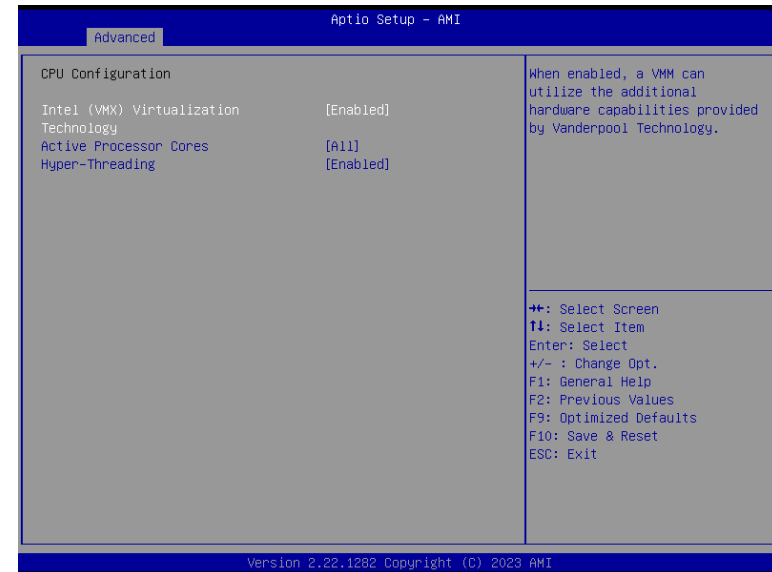 Aptio Setup - AMI
Advanced
CPU Configuration
Intel (VMX) Virtualization [Enabled]
Technology
Active Processor Cores [All]
Hyper-Threading [Enabled]
When enabled, a VMM can
utilize the additional
hardware capabilities provided
by Vanderpool Technology.
→←: Select Screen
↑↓: Select Item
Enter: Select
+/- : Change Opt.
F1: General Help
F2: Previous Values
F9: Optimized Defaults
F10: Save & Reset
ESC: Exit
Version 2.22.1282 Copyright (C) 2023 AMI